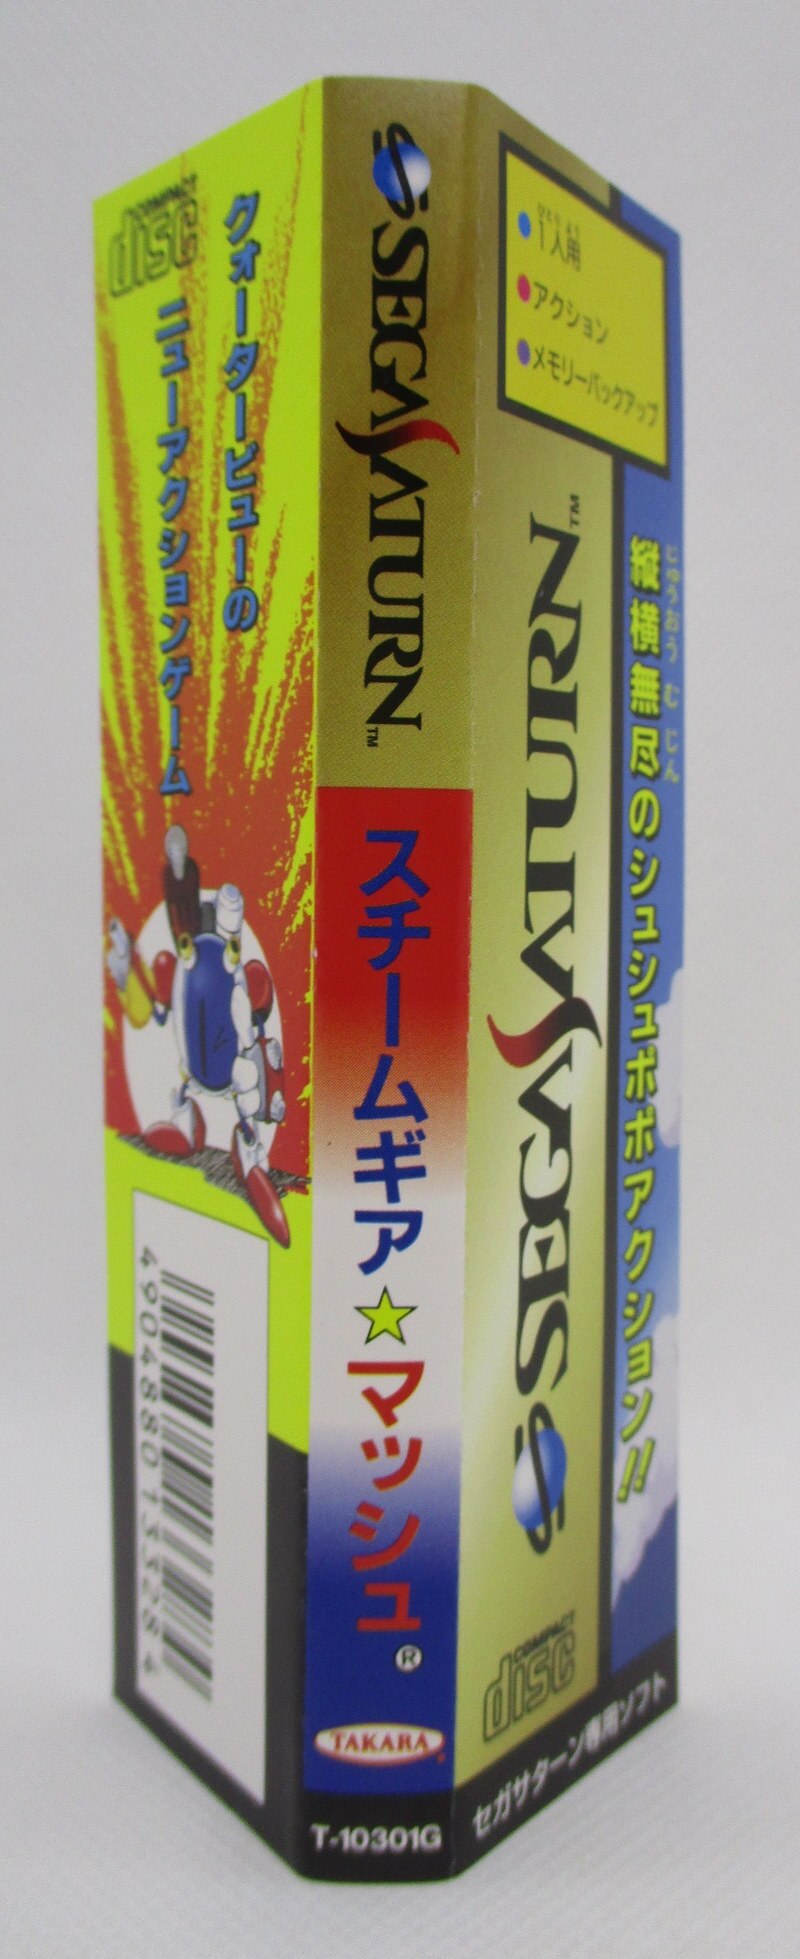 COMPACT
disc
クォータービューの
ニューアクションゲーム
4904880133284
SEGA SATURN™
スチームギア☆マッシュ®
TAKARA
T-10301G
1人用
アクション
メモリーバックアップ
SEGA SATURN™
COMPACT
disc
じゅうおうむじん
縦横無尽のシュシュポポアクション!!
セガサターン専用ソフト